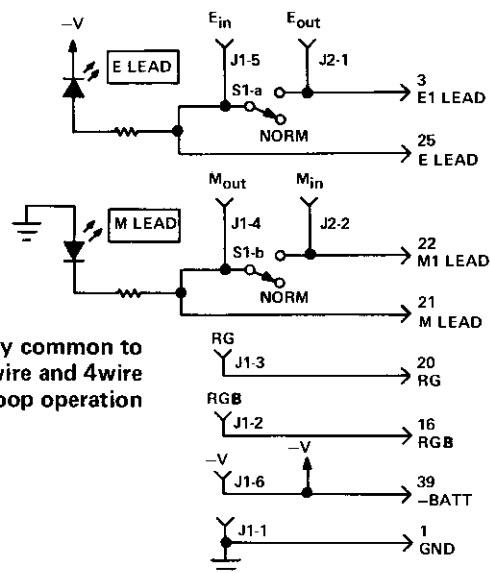 −V
E LEAD
Ein
Eout
J1-5
J2-1
S1-a
NORM
3
E1 LEAD
25
E LEAD
Mout
Min
M LEAD
J1-4
J2-2
S1-b
NORM
22
M1 LEAD
21
M LEAD
y common to
wire and 4wire
oop operation
RG
J1-3
20
RG
RGB
J1-2
16
RGB
−V
−V
J1-6
39
−BATT
J1-1
1
GND